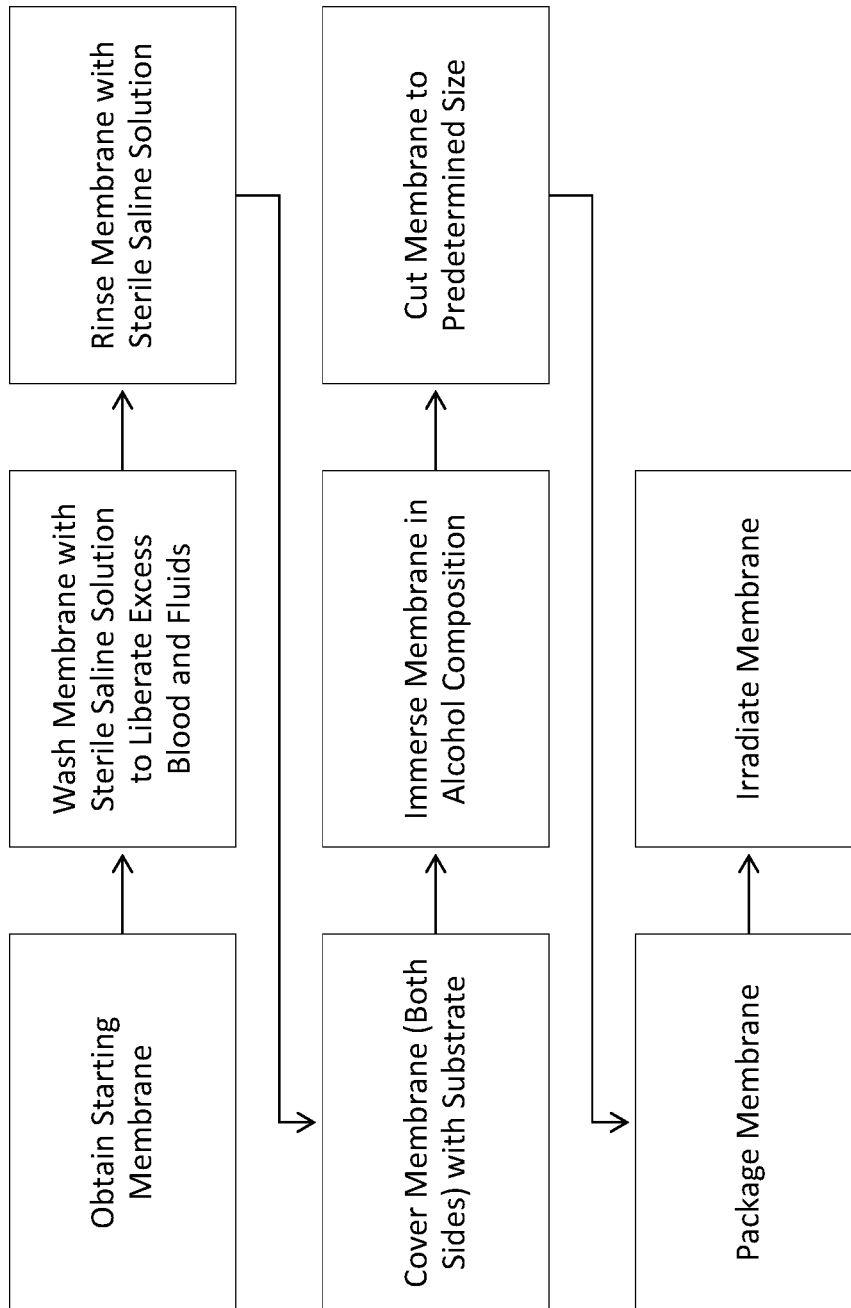 Obtain Starting
Membrane
Wash Membrane with
Sterile Saline Solution
to Liberate Excess
Blood and Fluids
Rinse Membrane with
Sterile Saline Solution
Cover Membrane (Both
Sides) with Substrate
Immerse Membrane in
Alcohol Composition
Cut Membrane to
Predetermined Size
Package Membrane
Irradiate Membrane